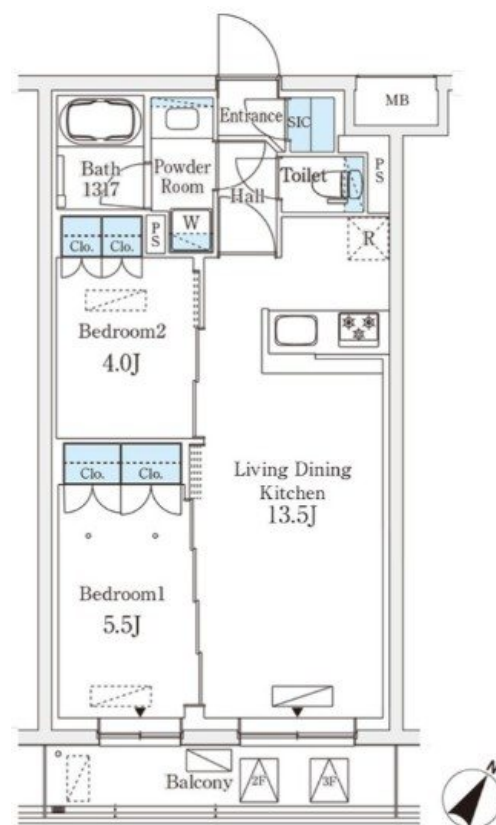 MB
Entrance
SIC
Bath
1317
Powder
Room
Toilet
PS
Hall
W
PS
Clo.
Clo.
R
Bedroom2
4.0J
Clo.
Clo.
Living Dining
Kitchen
13.5J
Bedroom1
5.5J
Balcony
2F
3F
N